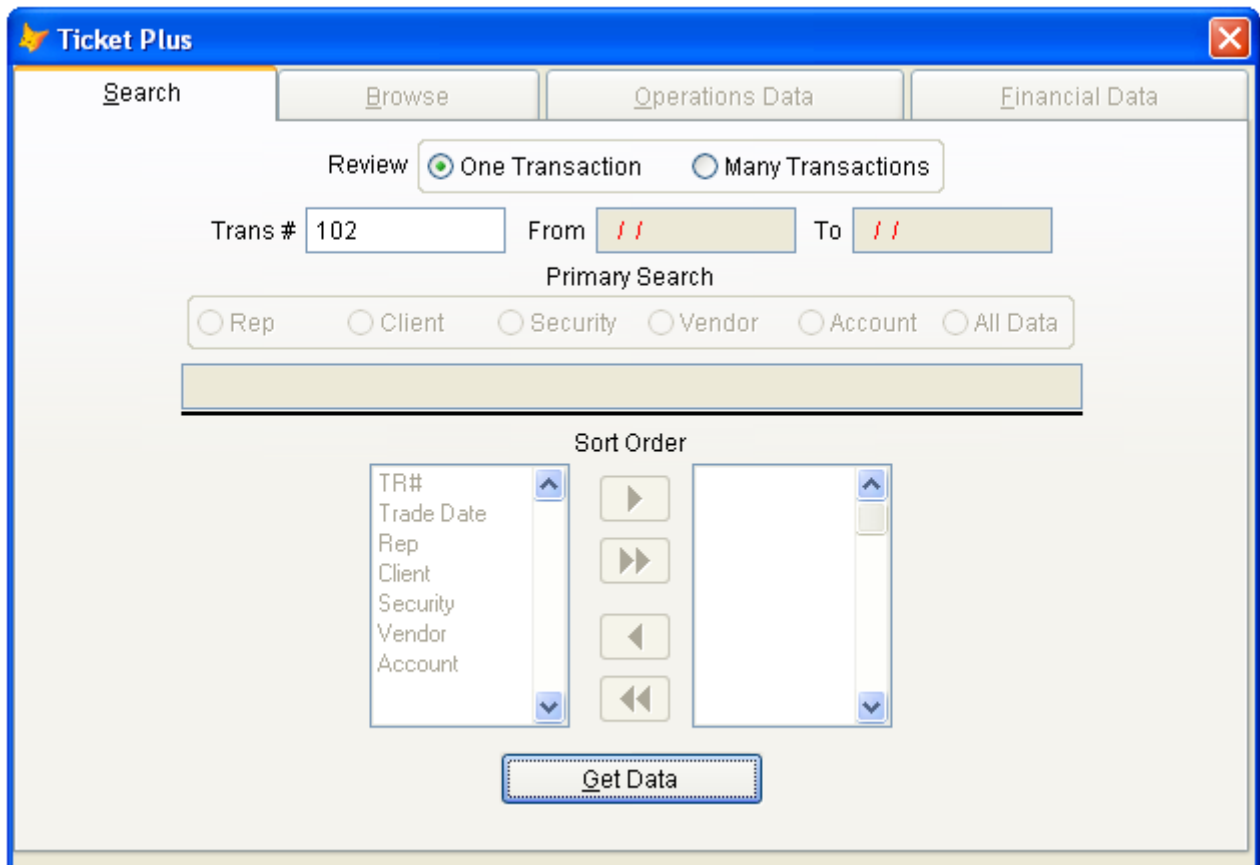 Ticket Plus
Search Browse Operations Data Financial Data
Review One Transaction Many Transactions
Trans # 102 From / / To / /
Primary Search
Rep Client Security Vendor Account All Data
Sort Order
TR#
Trade Date
Rep
Client
Security
Vendor
Account
Get Data